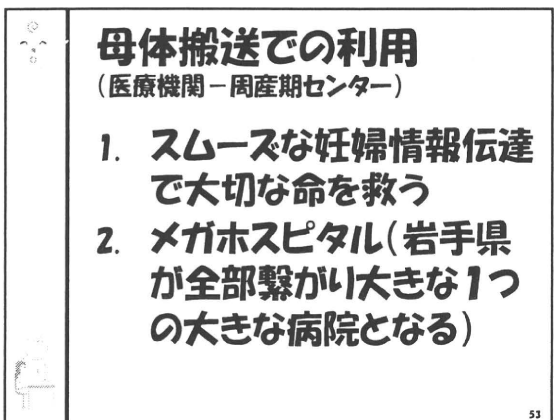 母体搬送での利用
(医療機関－周産期センター)
1. スムーズな妊婦情報伝達
で大切な命を救う
2. メガホスピタル(岩手県
が全部繋がり大きな1つ
の大きな病院となる)
53